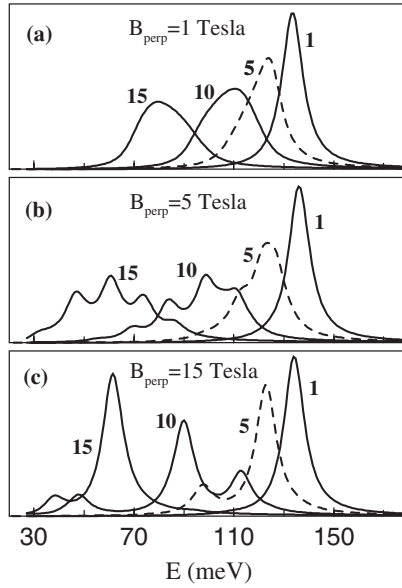 (a) B_perp=1 Tesla 1
5
15 10
(b) B_perp=5 Tesla 1
5
15 10
(c) B_perp=15 Tesla 1
5
10
15
30 70 110 150
E (meV)